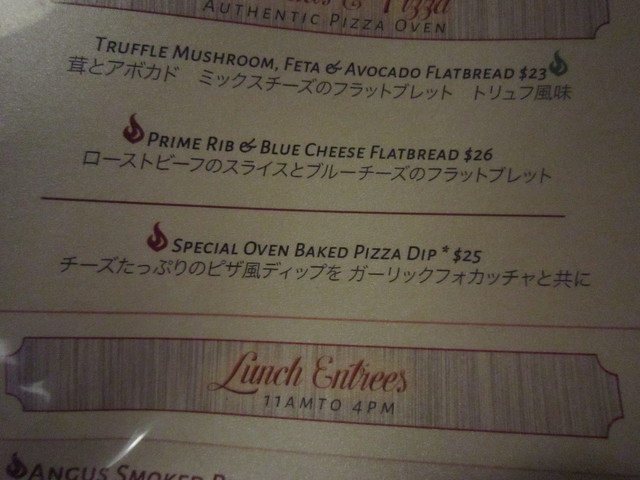 & Pizza
Authentic Pizza Oven
Truffle Mushroom, Feta & Avocado Flatbread $23
茸とアボカド ミックスチーズのフラットブレット トリュフ風味
Prime Rib & Blue Cheese Flatbread $26
ローストビーフのスライスとブルーチーズのフラットブレット
Special Oven Baked Pizza Dip * $25
チーズたっぷりのピザ風ディップを ガーリックフォカッチャと共に
Lunch Entrees
11AMTO 4PM
Angus Smoked